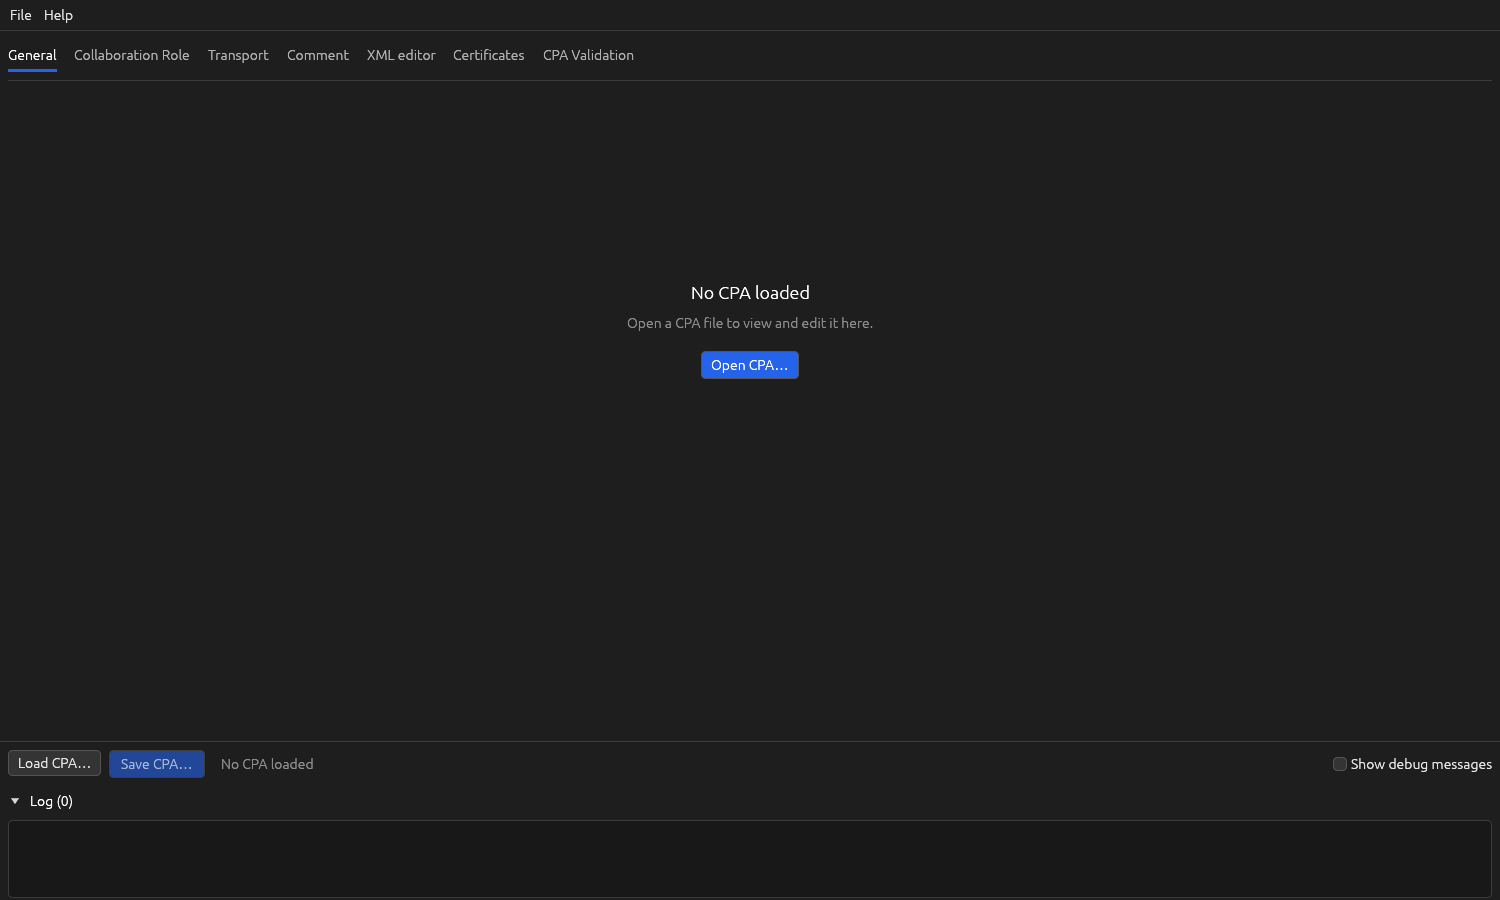 File Help
General Collaboration Role Transport Comment XML editor Certificates CPA Validation
No CPA loaded
Open a CPA file to view and edit it here.
Open CPA...
Load CPA... Save CPA... No CPA loaded Show debug messages
Log (0)